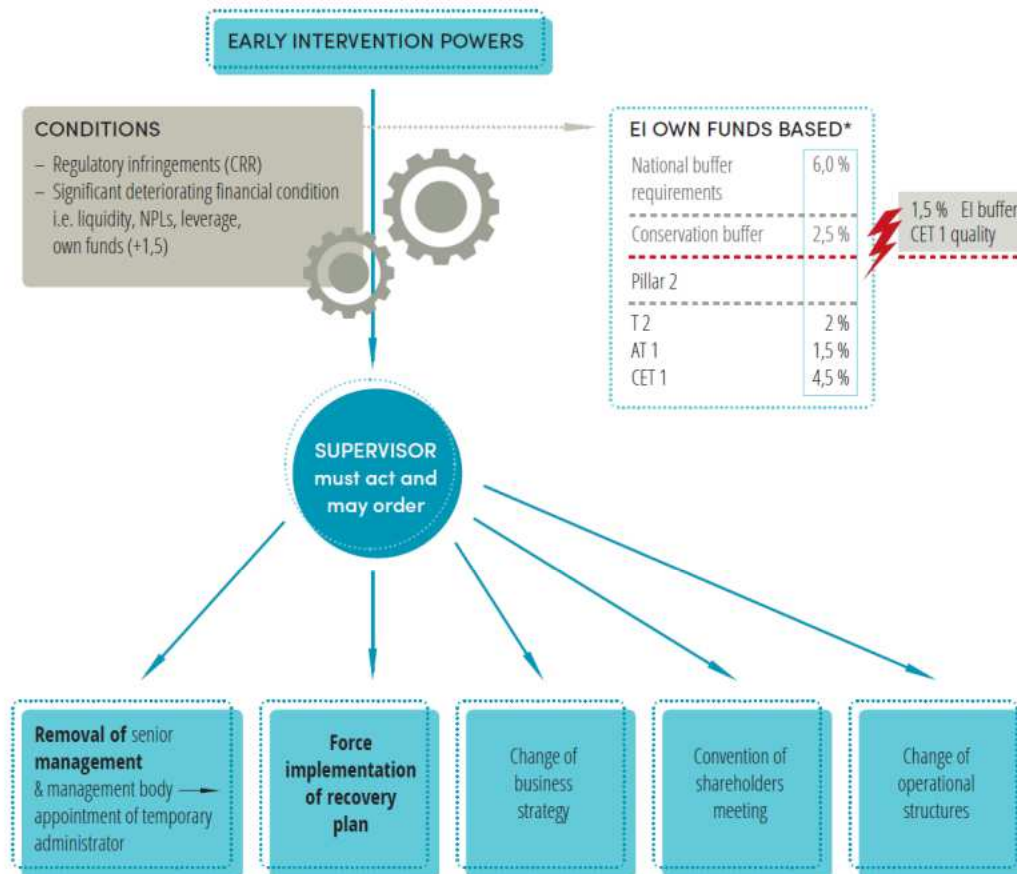 EARLY INTERVENTION POWERS
CONDITIONS
– Regulatory infringements (CRR)
– Significant deteriorating financial condition
i.e. liquidity, NPLs, leverage,
own funds (+1,5)
EI OWN FUNDS BASED*
National buffer 6,0 %
requirements
Conservation buffer 2,5 %
Pillar 2
T 2 2 %
AT 1 1,5 %
CET 1 4,5 %
1,5 % EI buffer
CET 1 quality
SUPERVISOR
must act and
may order
Removal of senior
management
& management body
appointment of temporary
administrator
Force
implementation
of recovery
plan
Change of
business
strategy
Convention of
shareholders
meeting
Change of
operational
structures